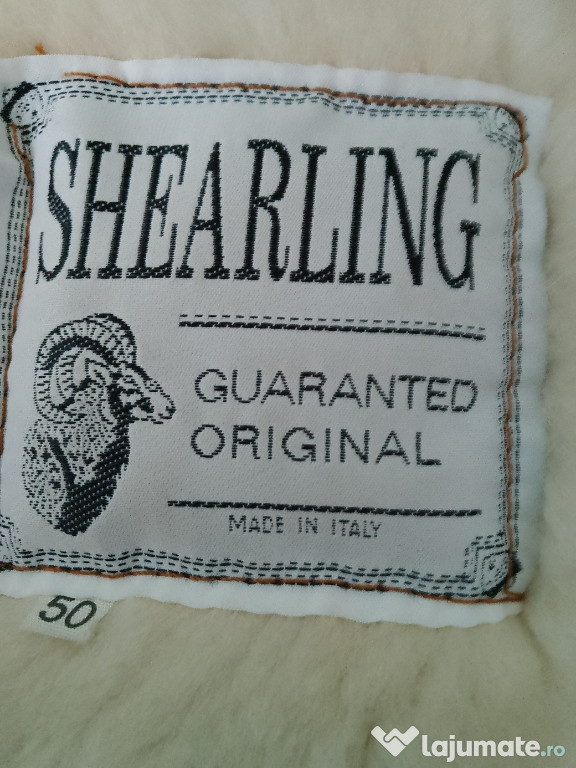 SHEARLING
GUARANTED
ORIGINAL
MADE IN ITALY
50
lajumate.ro